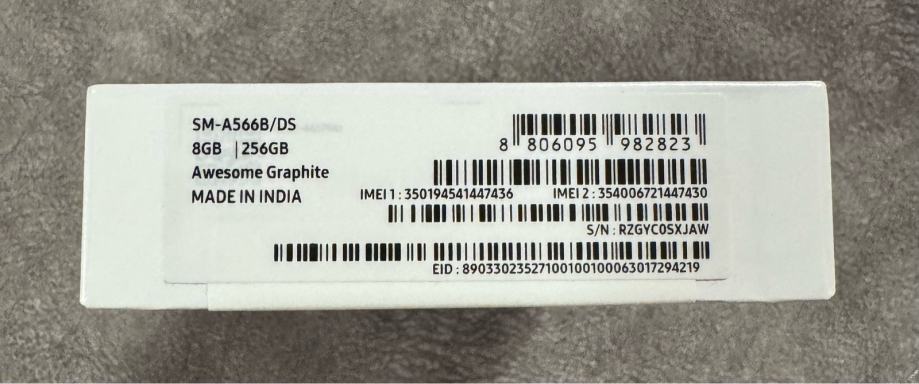 SM-A566B/DS
8GB | 256GB
Awesome Graphite
MADE IN INDIA
8 806095 982823
IMEI 1 : 350194541447436 IMEI 2 : 354006721447430
S/N : RZGYC0SXJAW
EID : 89033023527100100100063017294219